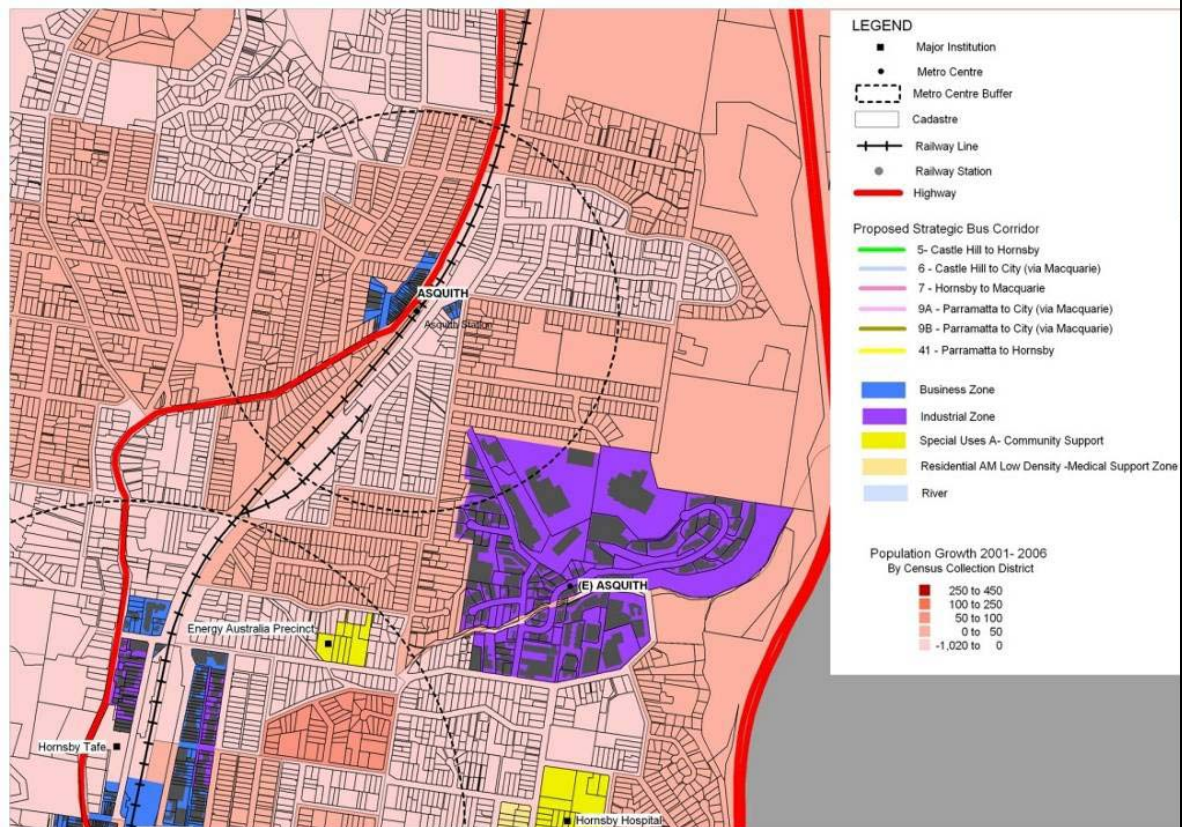 LEGEND
Major Institution
Metro Centre
Metro Centre Buffer
Cadastre
Railway Line
Railway Station
Highway
Proposed Strategic Bus Corridor
5- Castle Hill to Hornsby
6 - Castle Hill to City (via Macquarie)
7 - Hornsby to Macquarie
9A - Parramatta to City (via Macquarie)
9B - Parramatta to City (via Macquarie)
41 - Parramatta to Hornsby
Business Zone
Industrial Zone
Special Uses A- Community Support
Residential AM Low Density -Medical Support Zone
River
Population Growth 2001- 2006
By Census Collection District
250 to 450
100 to 250
50 to 100
0 to 50
-1,020 to 0
ASQUITH
Asquith Station
(E) ASQUITH
Energy Australia Precinct
Hornsby Tafe
Hornsby Hospital